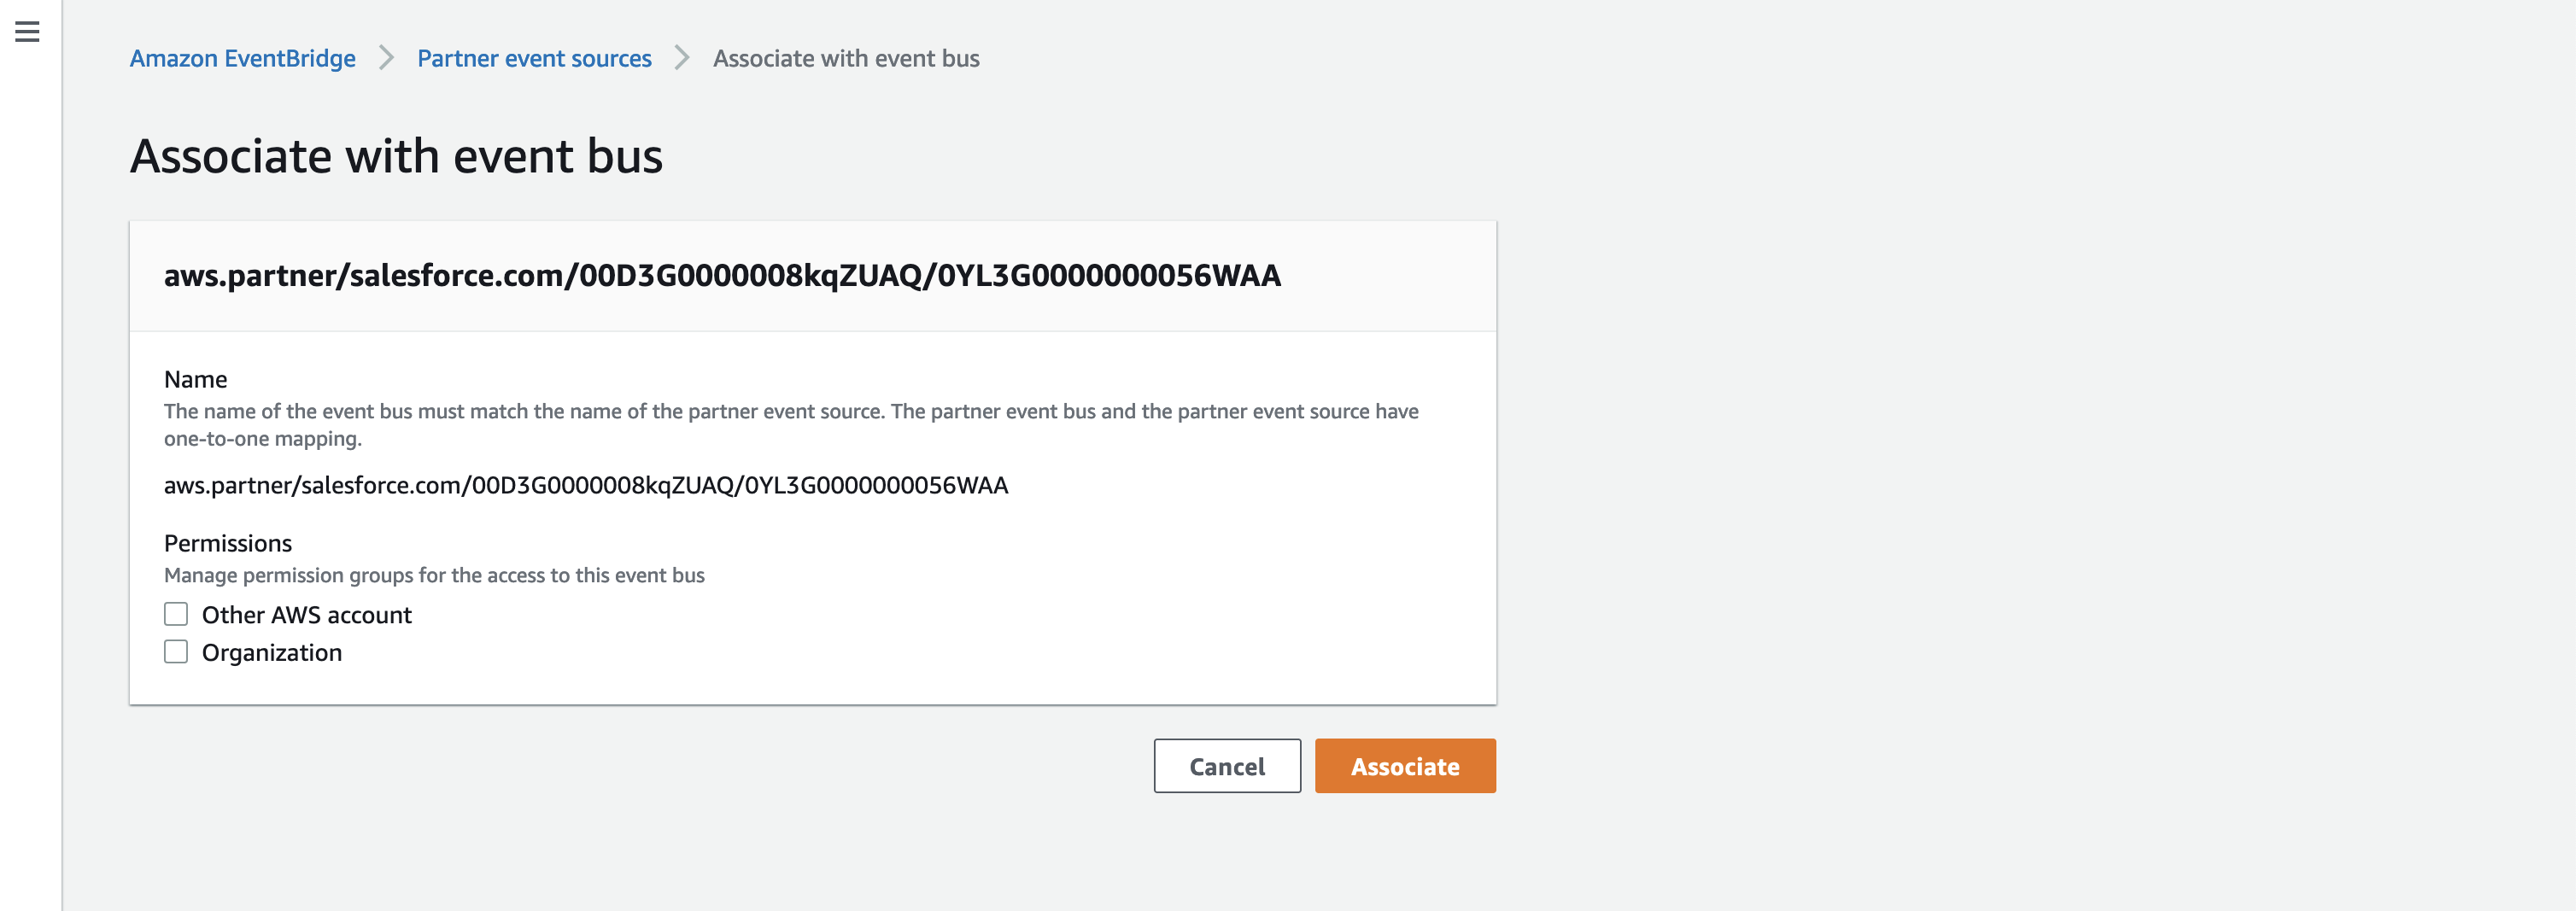 Amazon EventBridge > Partner event sources > Associate with event bus
Associate with event bus
aws.partner/salesforce.com/00D3G0000008kqZUAQ/0YL3G0000000056WAA
Name
The name of the event bus must match the name of the partner event source. The partner event bus and the partner event source have
one-to-one mapping.
aws.partner/salesforce.com/00D3G0000008kqZUAQ/0YL3G0000000056WAA
Permissions
Manage permission groups for the access to this event bus
Other AWS account
Organization
Cancel Associate